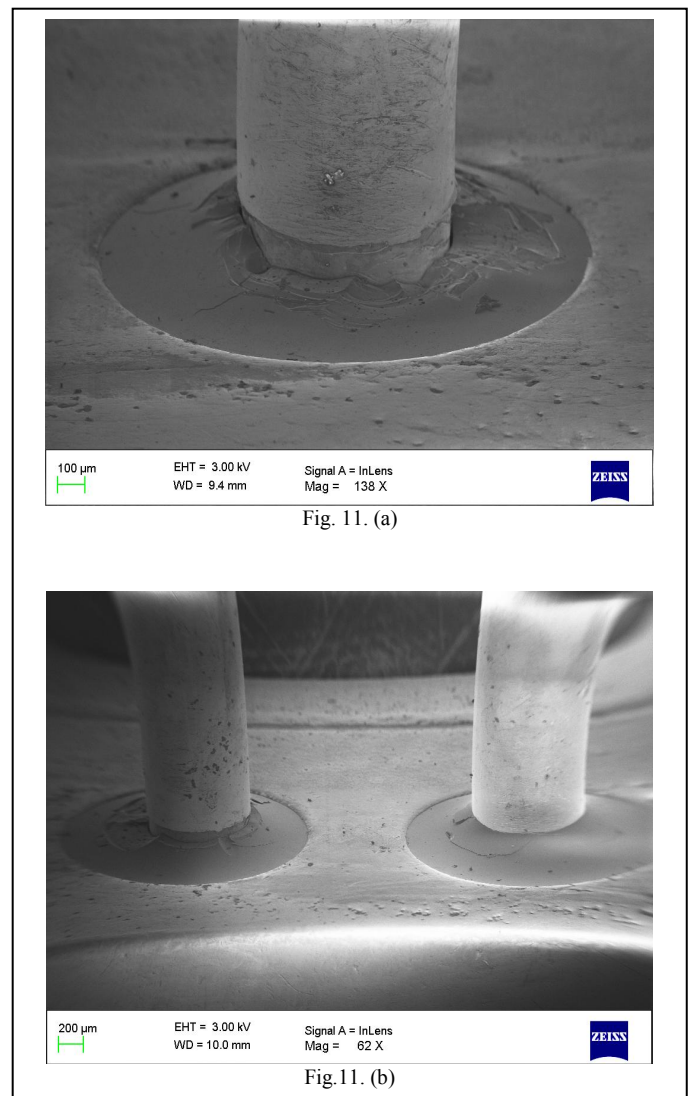 100 µm EHT = 3.00 kV Signal A = InLens ZEISS
WD = 9.4 mm Mag = 138 X
Fig. 11. (a)
200 µm EHT = 3.00 kV Signal A = InLens ZEISS
WD = 10.0 mm Mag = 62 X
Fig.11. (b)